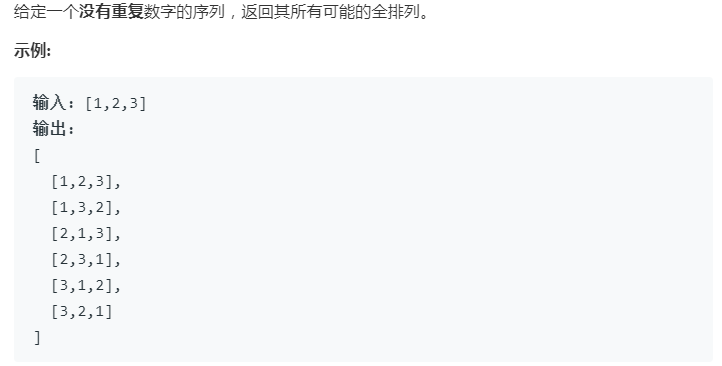 给定一个没有重复数字的序列，返回其所有可能的全排列。
示例:
输入：[1,2,3]
输出：
[
  [1,2,3],
  [1,3,2],
  [2,1,3],
  [2,3,1],
  [3,1,2],
  [3,2,1]
]